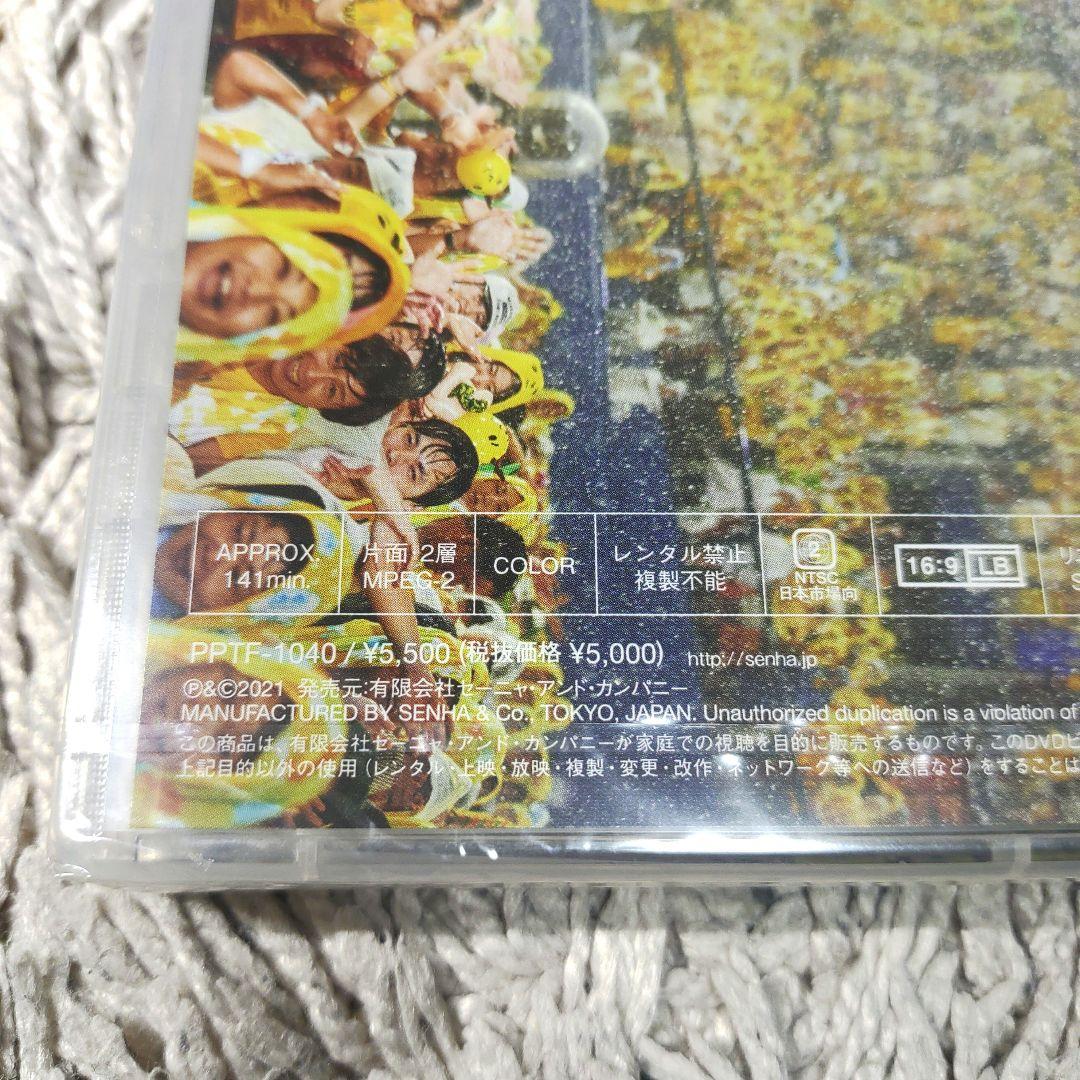 APPROX.
141min.
片面・2層
MPEG-2
COLOR
レンタル禁止
複製不能
2
NTSC
日本市場向
16:9 LB
PPTF-1040 / ¥5,500 (税抜価格 ¥5,000) http://senha.jp
Ⓟ&Ⓒ2021 発売元:有限会社セーニャ・アンド・カンパニー
MANUFACTURED BY SENHA & Co., TOKYO, JAPAN. Unauthorized duplication is a violation of
この商品は、有限会社セーニャ・アンド・カンパニーが家庭での視聴を目的に販売するものです。このDVDビ
上記目的以外の使用(レンタル・上映・放映・複製・変更・改作・ネットワーク等への送信など)をすることは